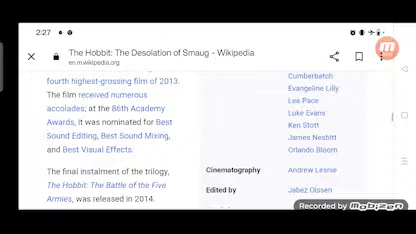 2:27
The Hobbit: The Desolation of Smaug – Wikipedia
en.m.wikipedia.org
fourth highest-grossing film of 2013.
The film received numerous
accolades; at the 86th Academy
Awards, it was nominated for Best
Sound Editing, Best Sound Mixing,
and Best Visual Effects.
The final instalment of the trilogy,
The Hobbit: The Battle of the Five
Armies, was released in 2014.
Cumberbatch
Evangeline Lilly
Lee Pace
Luke Evans
Ken Stott
James Nesbitt
Orlando Bloom
Cinematography Andrew Lesnie
Edited by Jabez Olssen
Recorded by Mobizen